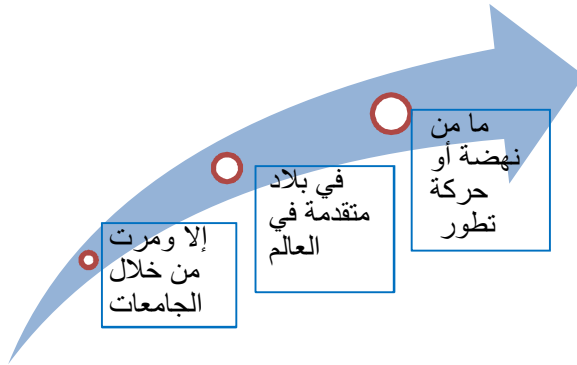 ما من
نهضة أو
حركة
تطور
في بلاد
متقدمة في
العالم
إلا ومرت
من خلال
الجامعات